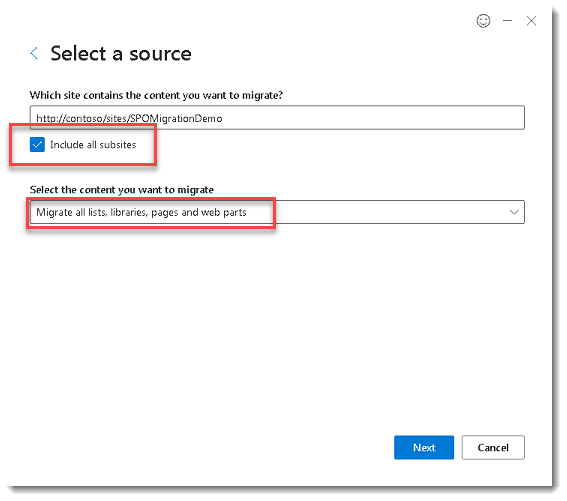 Select a source
Which site contains the content you want to migrate?
http://contoso/sites/SPOMigrationDemo
Include all subsites
Select the content you want to migrate
Migrate all lists, libraries, pages and web parts
Next Cancel